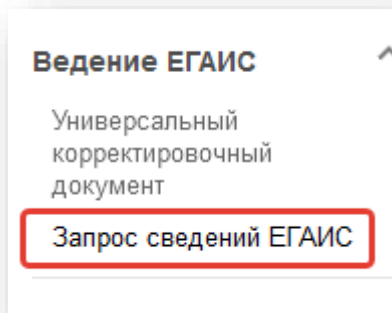 Ведение ЕГАИС
Универсальный
корректировочный
документ
Запрос сведений ЕГАИС